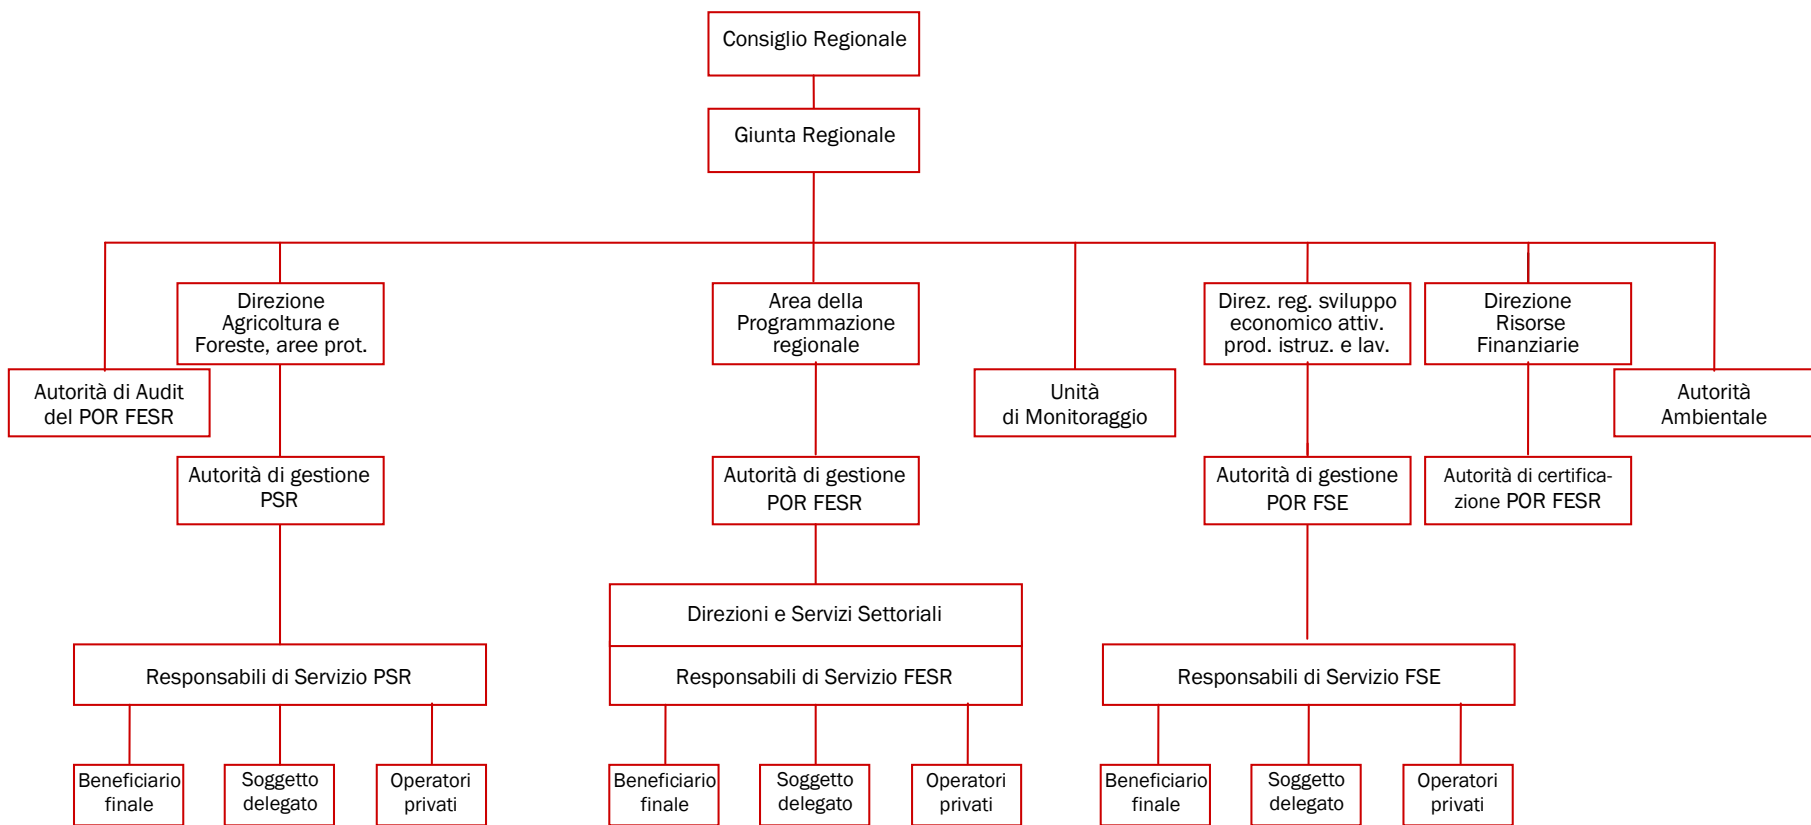 Consiglio Regionale
Giunta Regionale
Direzione
Agricoltura e
Foreste, aree prot.
Area della
Programmazione
regionale
Direz. reg. sviluppo
economico attiv.
prod. istruz. e lav.
Direzione
Risorse
Finanziarie
Autorità di Audit
del POR FESR
Unità
di Monitoraggio
Autorità
Ambientale
Autorità di gestione
PSR
Autorità di gestione
POR FESR
Autorità di gestione
POR FSE
Autorità di certifica-
zione POR FESR
Direzioni e Servizi Settoriali
Responsabili di Servizio PSR
Responsabili di Servizio FESR
Responsabili di Servizio FSE
Beneficiario
finale
Soggetto
delegato
Operatori
privati
Beneficiario
finale
Soggetto
delegato
Operatori
privati
Beneficiario
finale
Soggetto
delegato
Operatori
privati